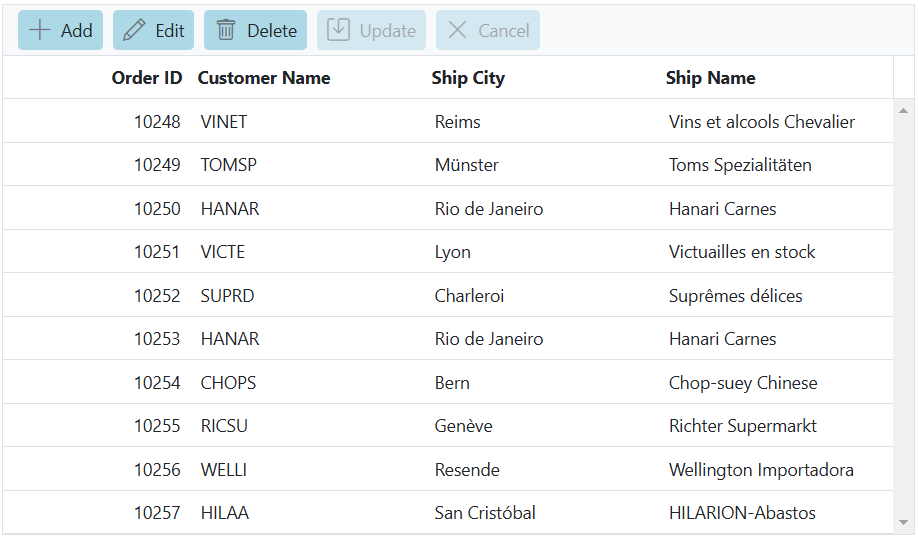 Add Edit Delete Update Cancel
Order ID Customer Name Ship City Ship Name
10248 VINET Reims Vins et alcools Chevalier
10249 TOMSP Münster Toms Spezialitäten
10250 HANAR Rio de Janeiro Hanari Carnes
10251 VICTE Lyon Victuailles en stock
10252 SUPRD Charleroi Suprêmes délices
10253 HANAR Rio de Janeiro Hanari Carnes
10254 CHOPS Bern Chop-suey Chinese
10255 RICSU Genève Richter Supermarkt
10256 WELLI Resende Wellington Importadora
10257 HILAA San Cristóbal HILARION-Abastos